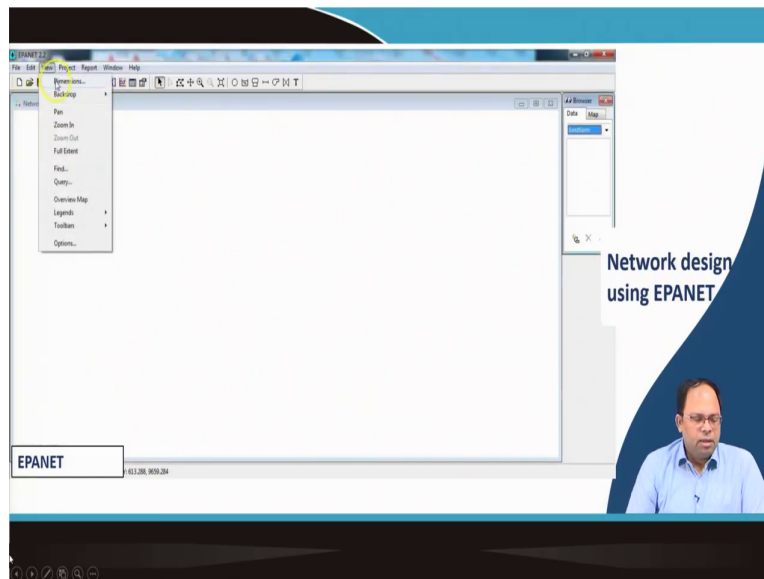 EPANET 2.2
File Edit View Project Report Window Help
T
Dimensions...
Backdrop
Pan
Zoom In
Zoom Out
Full Extent
Find...
Query...
Overview Map
Legends
Toolbars
Options...
Browser
Data Map
Junctions
Network design
using EPANET
EPANET
613.288, 9659.284